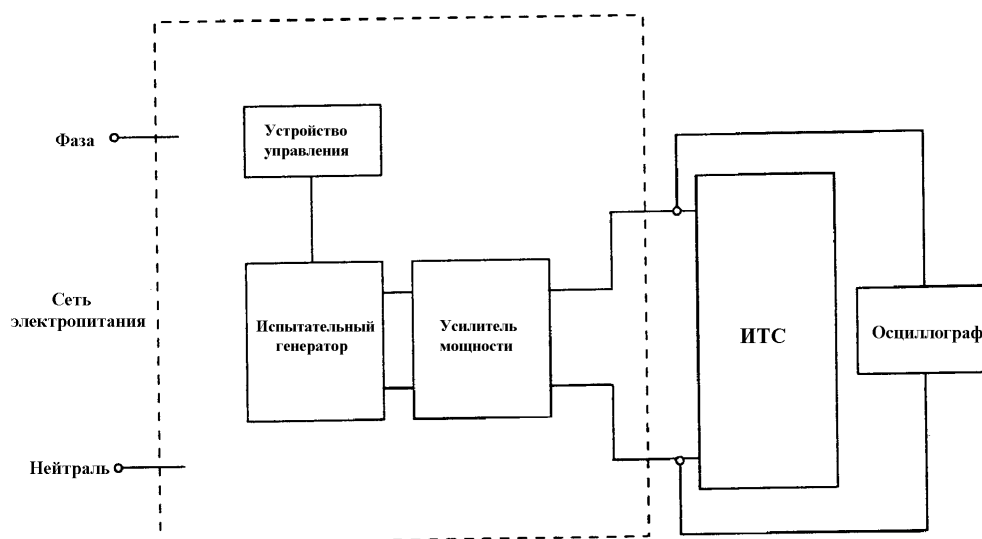 Фаза
Устройство
управления
Сеть
электропитания
Испытательный
генератор
Усилитель
мощности
ИТС
Осциллограф
Нейтраль